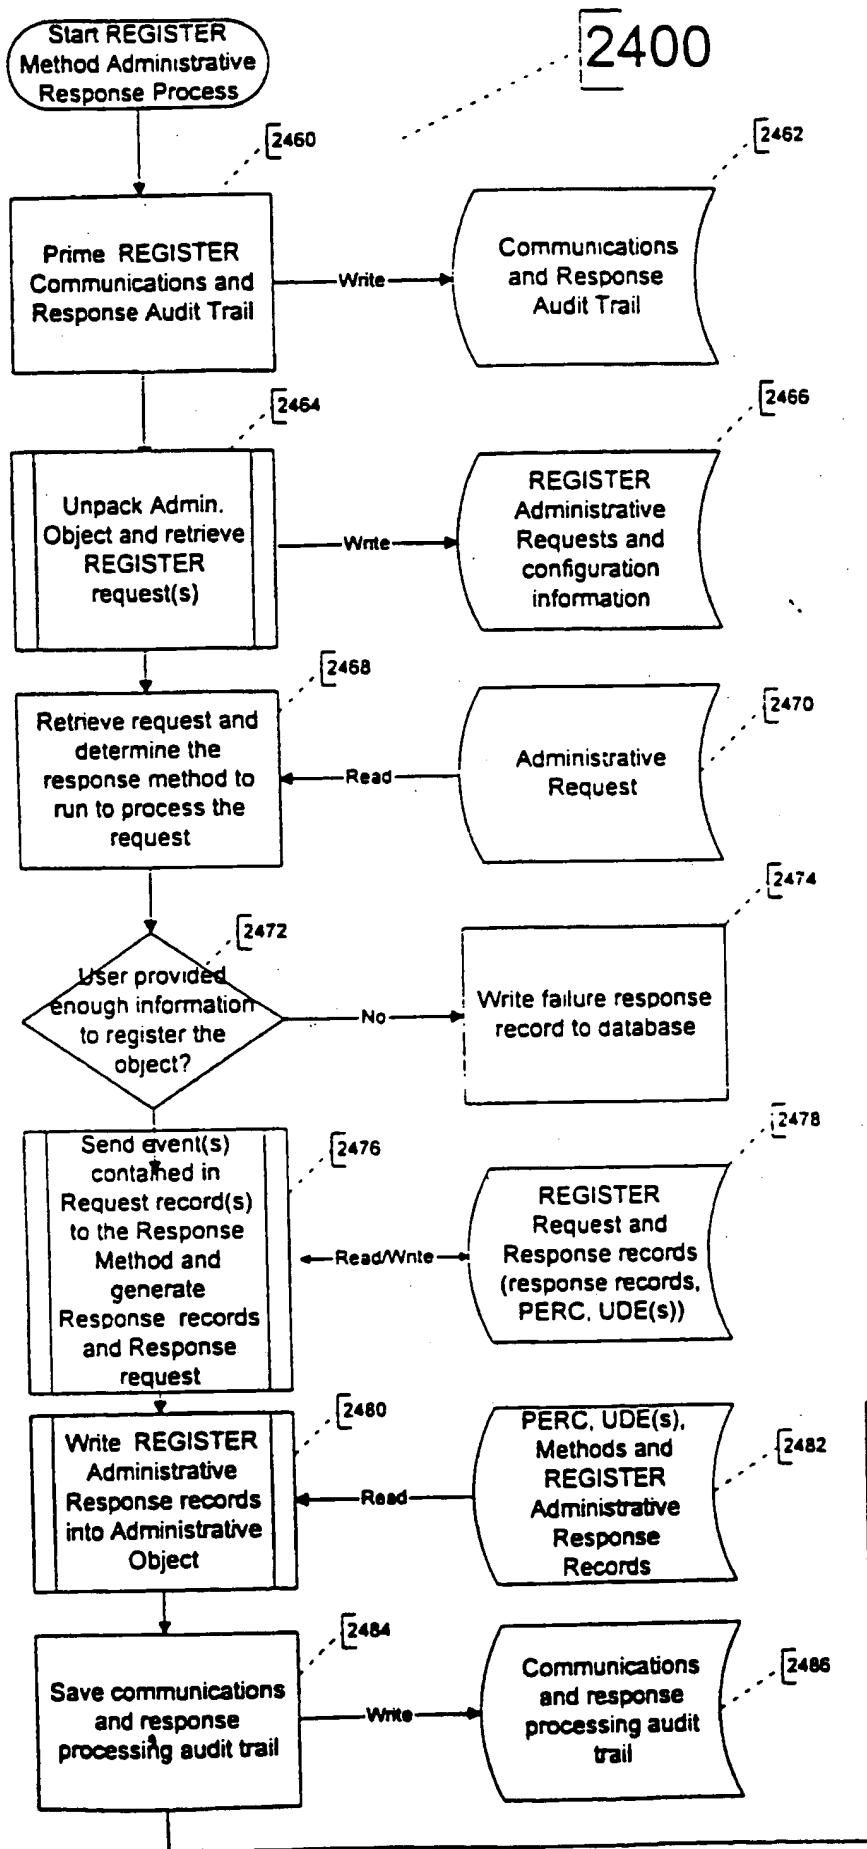 Start REGISTER
Method Administrative
Response Process
2400
2460
2462
Prime REGISTER
Communications and
Response Audit Trail
Write
Communications
and Response
Audit Trail
2464
2466
Unpack Admin.
Object and retrieve
REGISTER
request(s)
Write
REGISTER
Administrative
Requests and
configuration
information
2468
2470
Retrieve request and
determine the
response method to
run to process the
request
Read
Administrative
Request
2472
2474
User provided
enough information
to register the
object?
No
Write failure response
record to database
2476
2478
Send event(s)
contained in
Request record(s)
to the Response
Method and
generate
Response records
and Response
request
Read/Write
REGISTER
Request and
Response records
(response records,
PERC, UDE(s))
2480
2482
Write REGISTER
Administrative
Response records
into Administrative
Object
Read
PERC, UDE(s),
Methods and
REGISTER
Administrative
Response
Records
2484
2486
Save communications
and response
processing audit trail
Write
Communications
and response
processing audit
trail